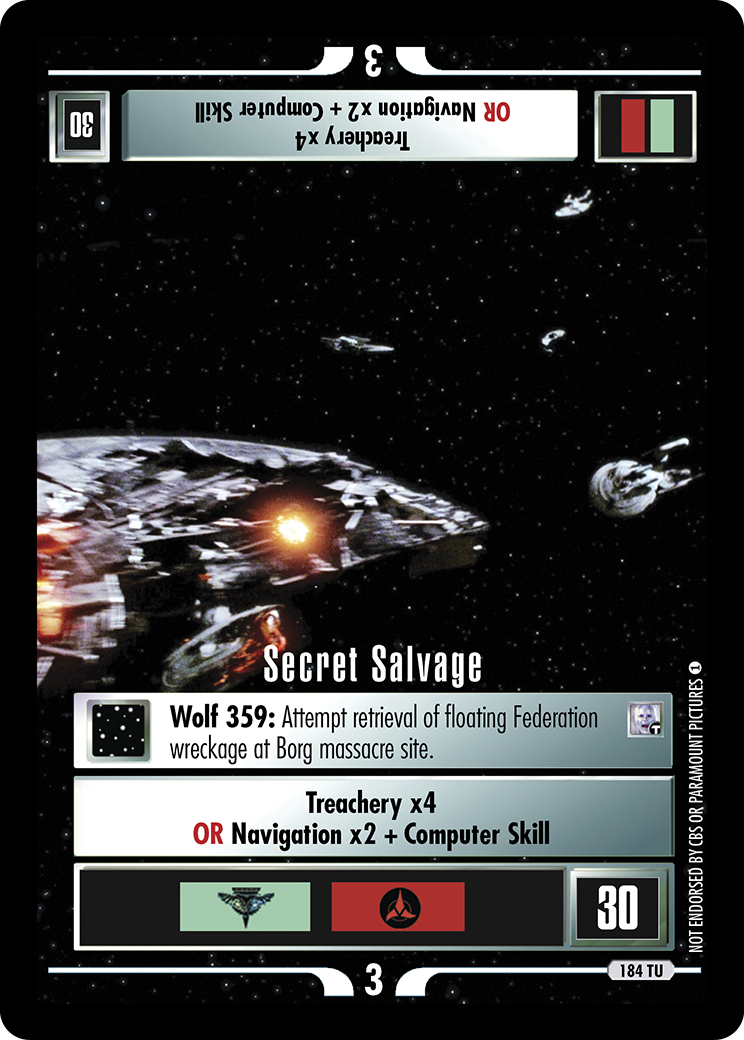 3
30
Treachery x4
OR Navigation x2 + Computer Skill
Secret Salvage
Wolf 359: Attempt retrieval of floating Federation
wreckage at Borg massacre site.
T
Treachery x4
OR Navigation x2 + Computer Skill
30
3
184 TU
NOT ENDORSED BY CBS OR PARAMOUNT PICTURES 1